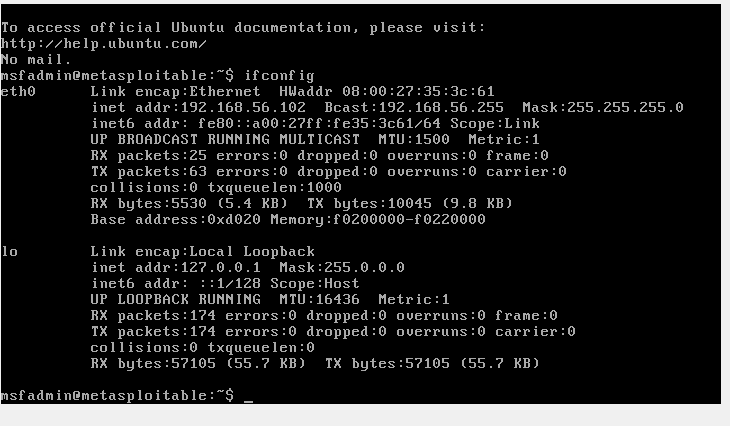 To access official Ubuntu documentation, please visit:
http://help.ubuntu.com/
No mail.
msfadmin@metasploitable:~$ ifconfig
eth0      Link encap:Ethernet  HWaddr 08:00:27:35:3c:61
          inet addr:192.168.56.102  Bcast:192.168.56.255  Mask:255.255.255.0
          inet6 addr: fe80::a00:27ff:fe35:3c61/64 Scope:Link
          UP BROADCAST RUNNING MULTICAST  MTU:1500  Metric:1
          RX packets:25 errors:0 dropped:0 overruns:0 frame:0
          TX packets:63 errors:0 dropped:0 overruns:0 carrier:0
          collisions:0 txqueuelen:1000
          RX bytes:5530 (5.4 KB)  TX bytes:10045 (9.8 KB)
          Base address:0xd020 Memory:f0200000-f0220000
lo        Link encap:Local Loopback
          inet addr:127.0.0.1  Mask:255.0.0.0
          inet6 addr: ::1/128 Scope:Host
          UP LOOPBACK RUNNING  MTU:16436  Metric:1
          RX packets:174 errors:0 dropped:0 overruns:0 frame:0
          TX packets:174 errors:0 dropped:0 overruns:0 carrier:0
          collisions:0 txqueuelen:0
          RX bytes:57105 (55.7 KB)  TX bytes:57105 (55.7 KB)
msfadmin@metasploitable:~$ _